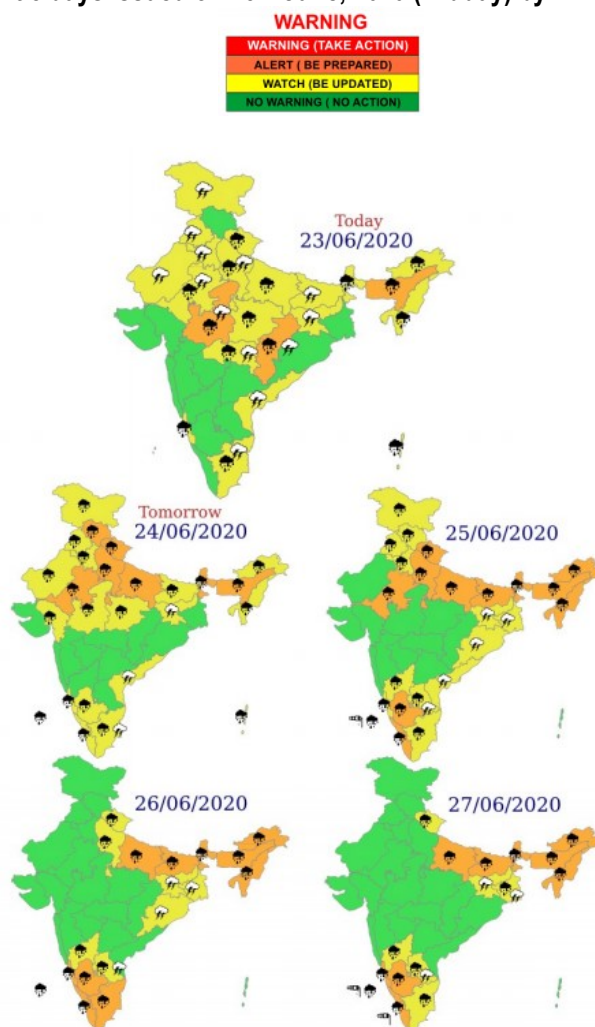 WARNING
WARNING (TAKE ACTION)
ALERT ( BE PREPARED)
WATCH (BE UPDATED)
NO WARNING ( NO ACTION)
Today
23/06/2020
Tomorrow
24/06/2020
25/06/2020
26/06/2020
27/06/2020